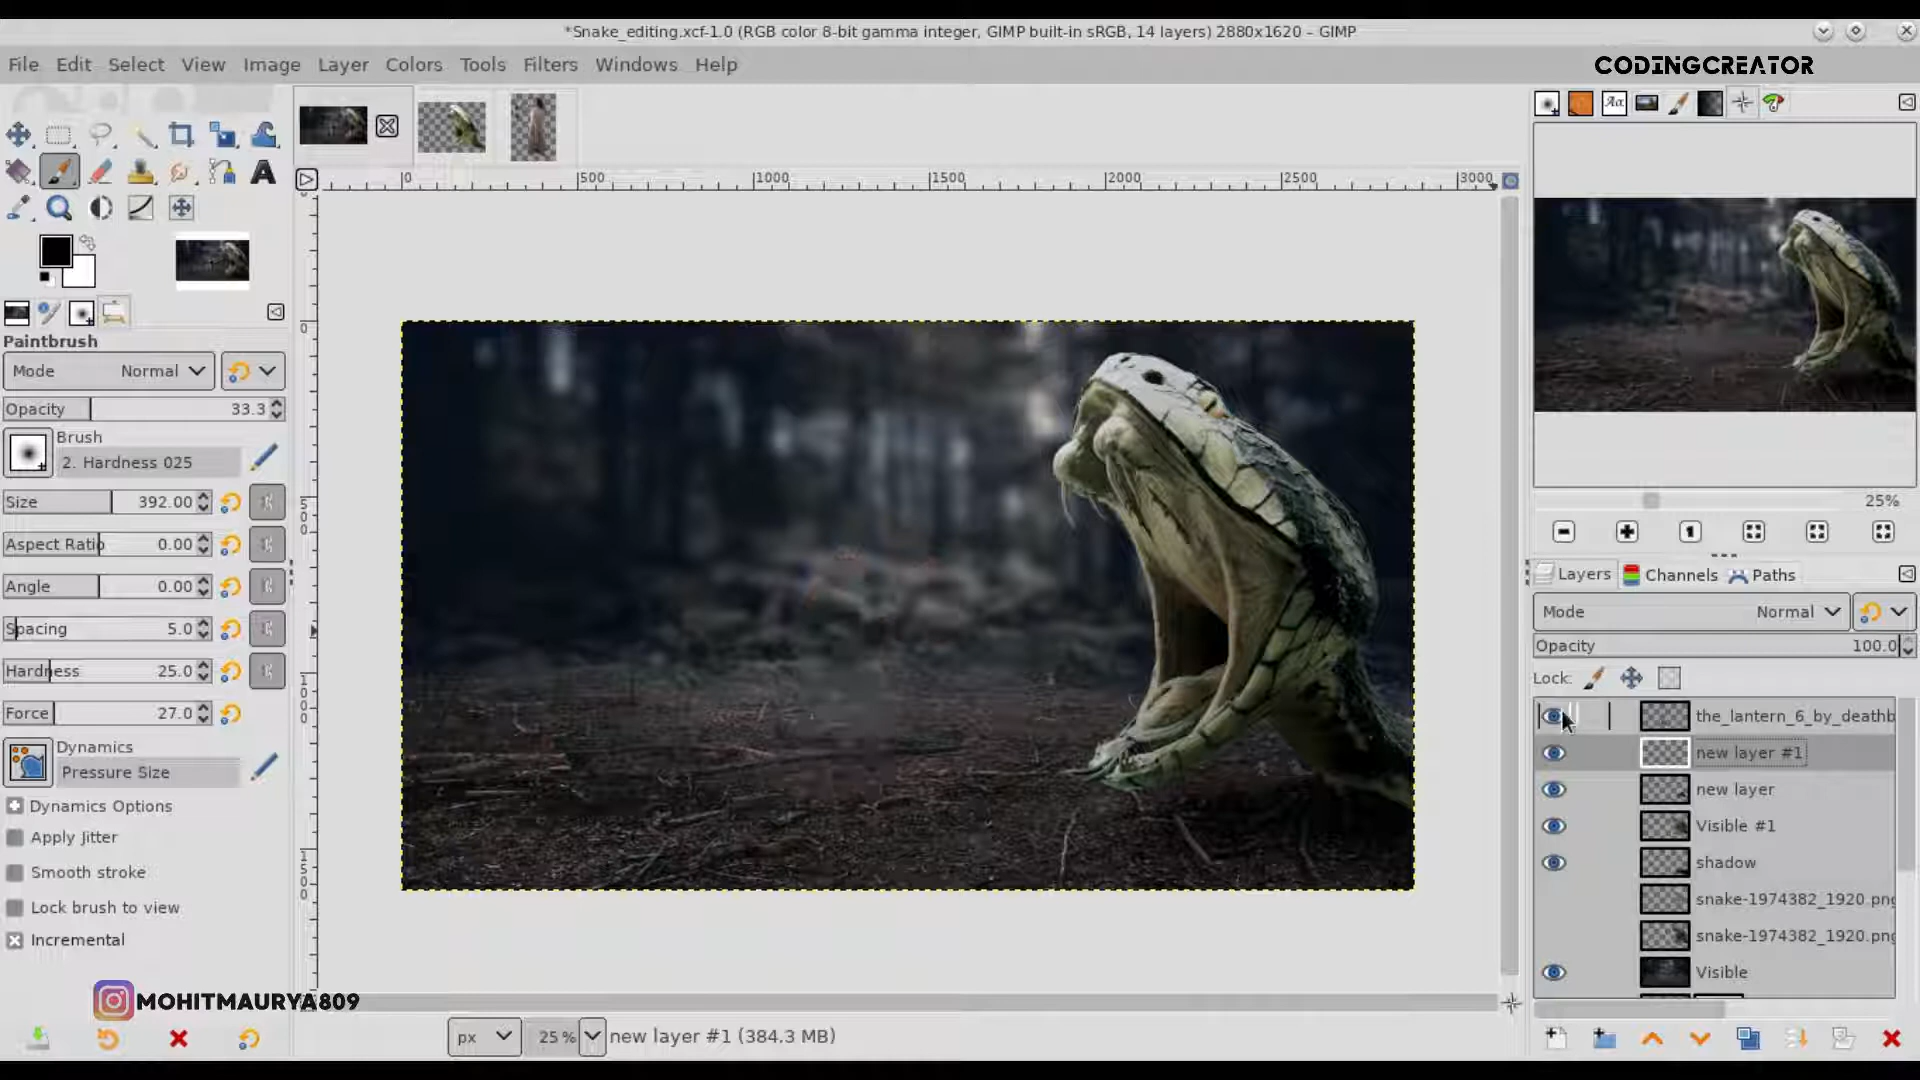 *Snake_editing.xcf-1.0 (RGB color 8-bit gamma integer, GIMP built-in sRGB, 14 layers) 2880x1620 – GIMP
File Edit Select View Image Layer Colors Tools Filters Windows Help
CODINGCREATOR
Aa
0 500 1000 1500 2000 2500 3000
Paintbrush
Mode Normal
Opacity 33.3
Brush
2. Hardness 025
Size 392.00
Aspect Ratio 0.00
Angle 0.00
Spacing 5.0
Hardness 25.0
Force 27.0
Dynamics
Pressure Size
Dynamics Options
Apply Jitter
Smooth stroke
Lock brush to view
Incremental
MOHITMAURYA809
0
500
1000
1500
px 25 % new layer #1 (384.3 MB)
25%
Layers Channels Paths
Mode Normal
Opacity 100.0
Lock:
the_lantern_6_by_deathb
new layer #1
new layer
Visible #1
shadow
snake-1974382_1920.png
snake-1974382_1920.png
Visible